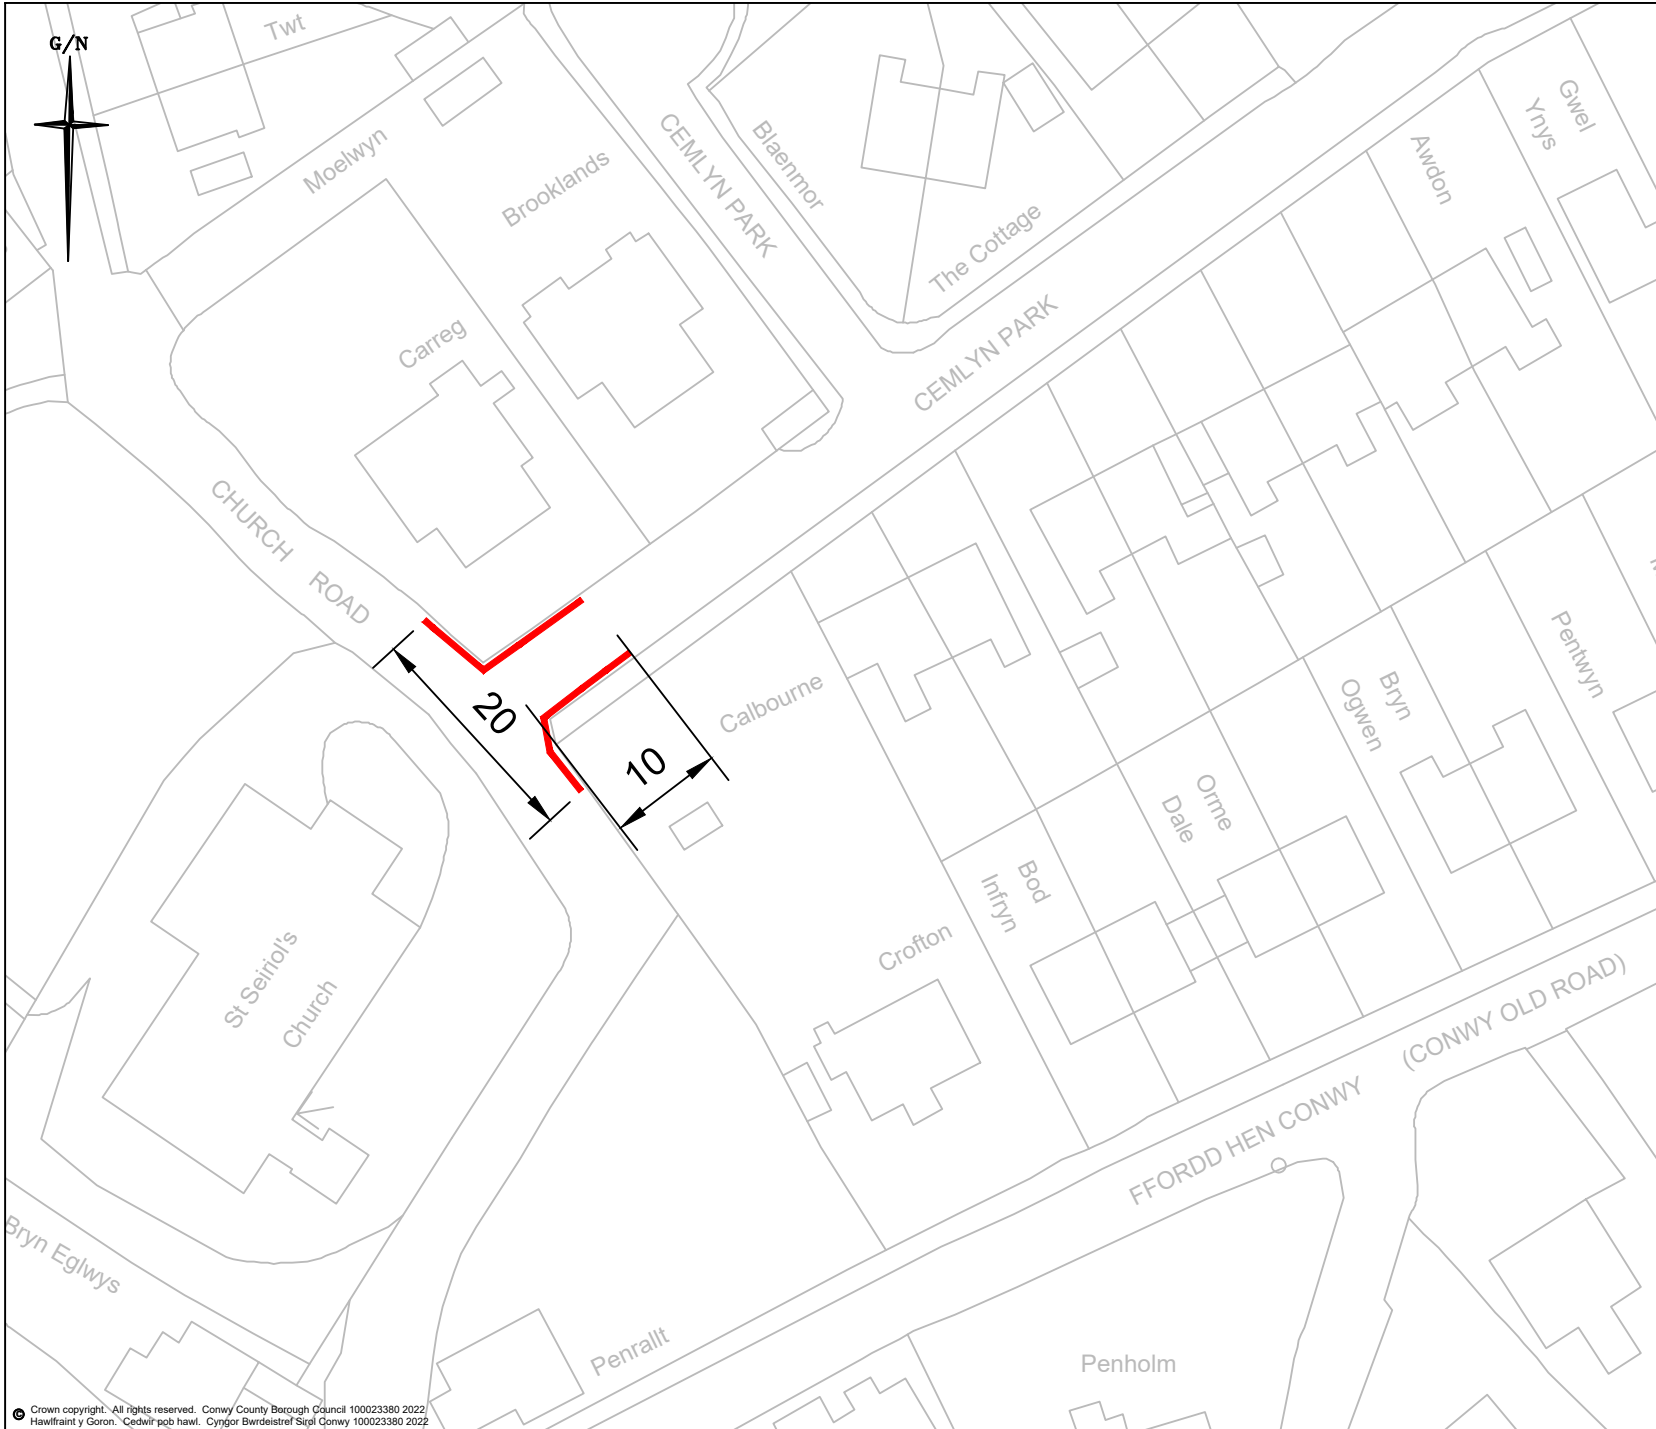 G/N
Twt
Moelwyn
Brooklands
CEMLYN PARK
Blaenmor
The Cottage
CEMLYN PARK
Awdon
Gwel
Ynys
Carreg
CHURCH ROAD
20
10
Calbourne
Pentwyn
Bryn
Ogwen
Orme
Dale
Bod
Infryn
Crofton
St Seiriol's
Church
(CONWY OLD ROAD)
FFORDD HEN CONWY
Bryn Eglwys
Penrallt
Penholm
© Crown copyright. All rights reserved. Conwy County Borough Council 100023380 2022
Hawlfraint y Goron. Cedwir pob hawl. Cyngor Bwrdeistref Sirol Conwy 100023380 2022